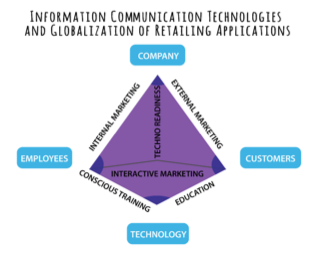 Information Communication Technologies
and Globalization of Retailing Applications
COMPANY
INTERNAL MARKETING
TECHNO READINESS
EXTERNAL MARKETING
EMPLOYEES
CUSTOMERS
INTERACTIVE MARKETING
CONSCIOUS TRAINING
EDUCATION
TECHNOLOGY